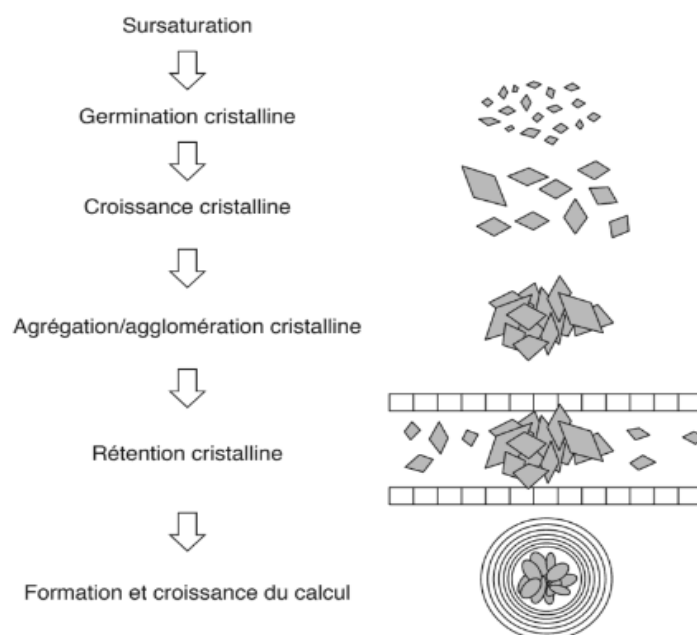 Sursaturation
Germination cristalline
Croissance cristalline
Agrégation/agglomération cristalline
Rétention cristalline
Formation et croissance du calcul